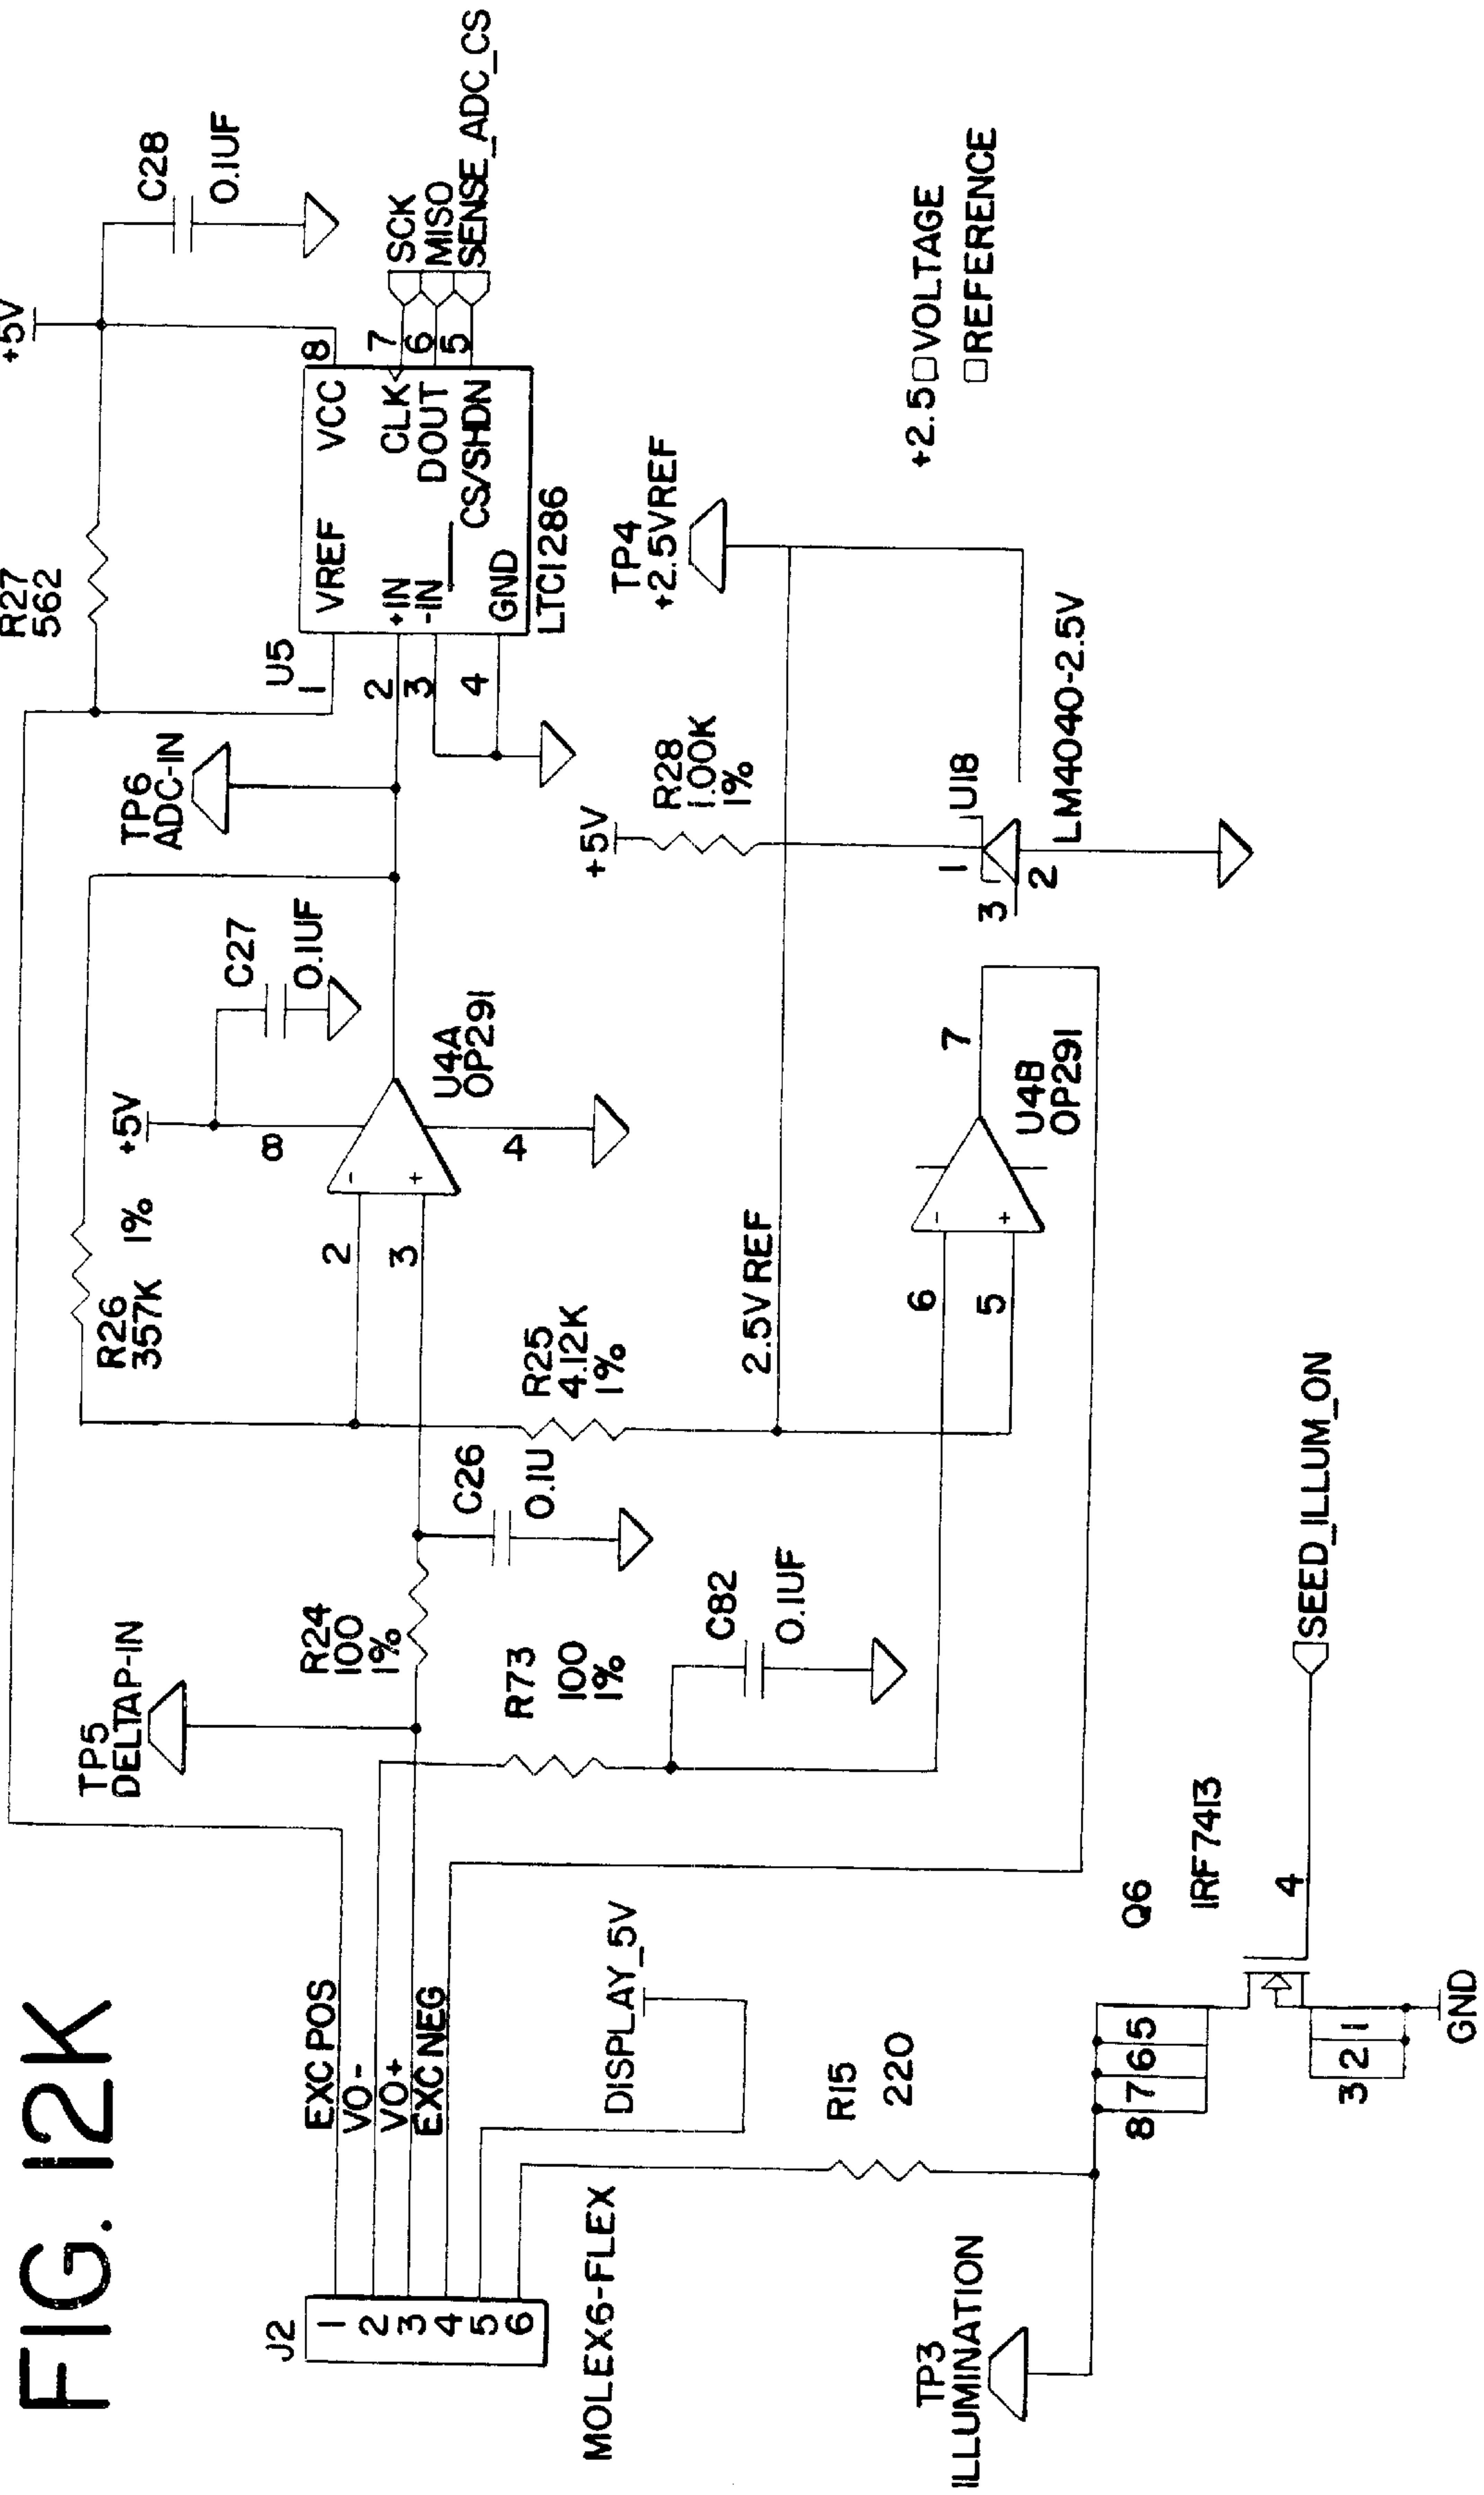 FIG. 12K
J2
1
2
3
4
5
6
MOLEX6-FLEX
EXC POS
VO-
VO+
EXC NEG
TP5
DELTAP-IN
R24
100
1%
R73
100
1%
C26
0.1U
C82
0.1UF
DISPLAY_5V
R15
220
TP3
ILLUMINATION
Q6
IRF7413
8
7
6
5
4
3
2
1
GND
SEED_ILLUM_ON
R26
357K 1%
R25
4.12K
1%
2
3
-
+
+5V
8
4
C27
0.1UF
U4A
OP291
TP6
ADC-IN
2.5V REF
6
5
-
+
7
U4B
OP291
+5V
R28
1.00K
1%
1
3
2
U18
LM4040-2.5V
TP4
+2.5VREF
+2.5□VOLTAGE
□REFERENCE
R27
562
+5V
C28
0.1UF
U5
1
2
3
4
VREF
+IN
-IN
GND
VCC
CLK
DOUT
CS/SHDN
8
7
6
5
LTC1286
SCK
MISO
SENSE_ADC_CS